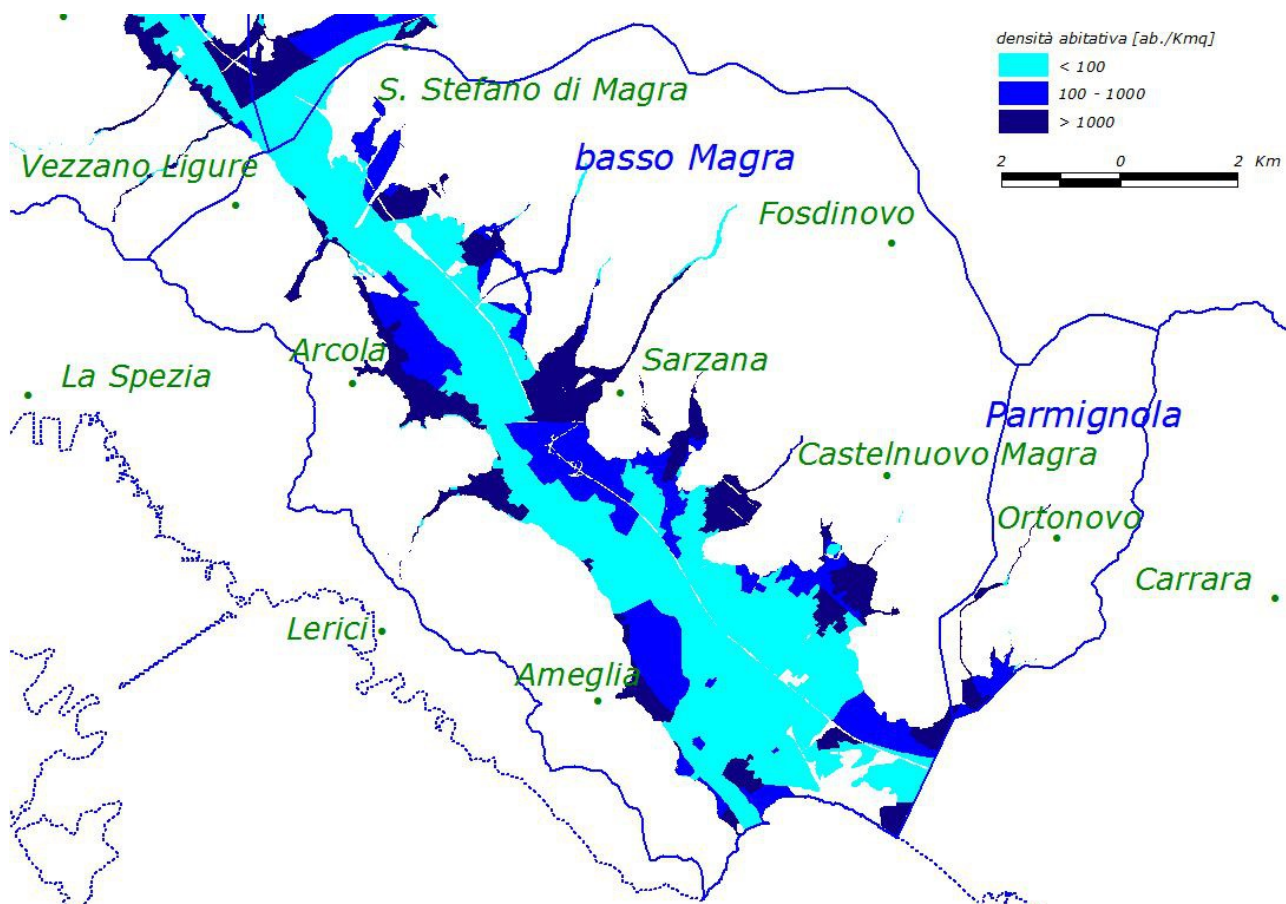 densità abitativa [ab./Kmq]
< 100
100 - 1000
> 1000
2 0 2 Km
S. Stefano di Magra
Vezzano Ligure
basso Magra
Fosdinovo
Arcola
Sarzana
La Spezia
Parmignola
Castelnuovo Magra
Ortonovo
Carrara
Lerici
Ameglia